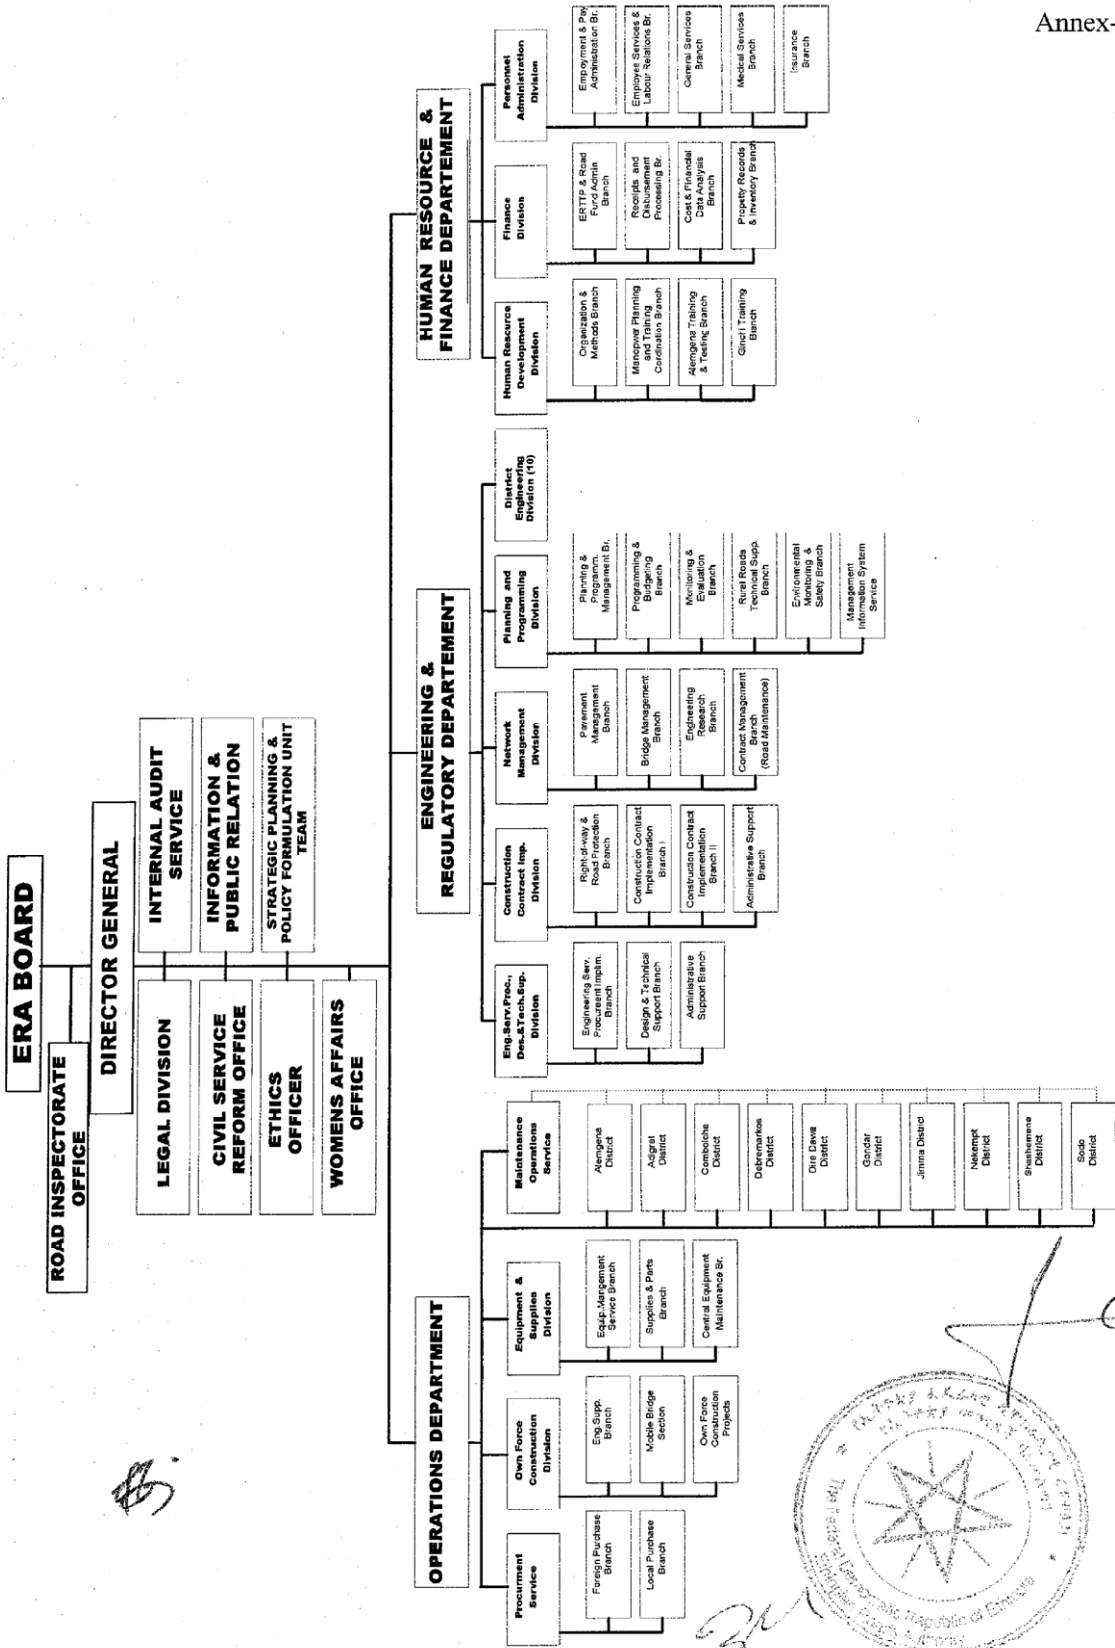 Annex-
ERA BOARD
ROAD INSPECTORATE
OFFICE
DIRECTOR GENERAL
LEGAL DIVISION
INTERNAL AUDIT
SERVICE
CIVIL SERVICE
REFORM OFFICE
INFORMATION &
PUBLIC RELATION
ETHICS
OFFICER
STRATEGIC PLANNING &
POLICY FORMULATION UNIT
TEAM
WOMENS AFFAIRS
OFFICE
OPERATIONS DEPARTMENT
Procurment
Service
Foreign Purchase
Branch
Local Purchase
Branch
Own Force
Construction
Division
Eng.Supp.
Branch
Mobile Bridge
Section
Own Force
Construction
Projects
Equipment &
Supplies
Division
Equip.Mangement
Service Branch
Supplies & Parts
Branch
Central Equipment
Maintenance Br.
Maintenance
Operations
Service
Alemgena
District
Adigrat
District
Combolcha
District
Debremarkos
District
Dire Dawa
District
Gondar
District
Jimma District
Nekempt
District
Shashemene
District
Sodo
District
ENGINEERING &
REGULATORY DEPARTEMENT
Eng.Serv.Proc.,
Des.&Tech.Sup.
Division
Engineering Serv.
Procurement Implm.
Branch
Design & Technical
Support Branch
Administrative
Support Branch
Construction
Contract Imp.
Division
Right-of-way &
Road Protection
Branch
Construction Contract
Implementation
Branch I
Construction Contract
Implementation
Branch II
Administrative Support
Branch
Network
Management
Division
Pavement
Management
Branch
Bridge Management
Branch
Engineering
Research
Branch
Contract Management
Branch
(Road Maintenance)
Planning and
Programming
Division
Planning &
Programm.
Management Br.
Programming &
Budgeting
Branch
Monitoring &
Evaluation
Branch
Rural Roads
Technical Supp.
Branch
Environmental
Monitoring &
Safety Branch
Management
Information System
Service
District
Engineering
Division (10)
HUMAN RESOURCE &
FINANCE DEPARTEMENT
Human Resource
Development
Division
Organization &
Methods Branch
Manopwer Planning
and Training
Cordination Branch
Alemgena Training
& Testing Branch
Ginchi Training
Branch
Finance
Division
ERTTP & Road
Fund Admin.
Branch
Receipts and
Disbursement
Processing Br.
Cost & Financial
Data Analysis
Branch
Property Records
& Inventory Branch
Personnel
Administration
Division
Empoyment & Pay
Administration Br.
Employee Services &
Labour Relations Br.
General Services
Branch
Medical Services
Branch
Insurance
Branch
The Federal Democratic Republic of Ethiopia